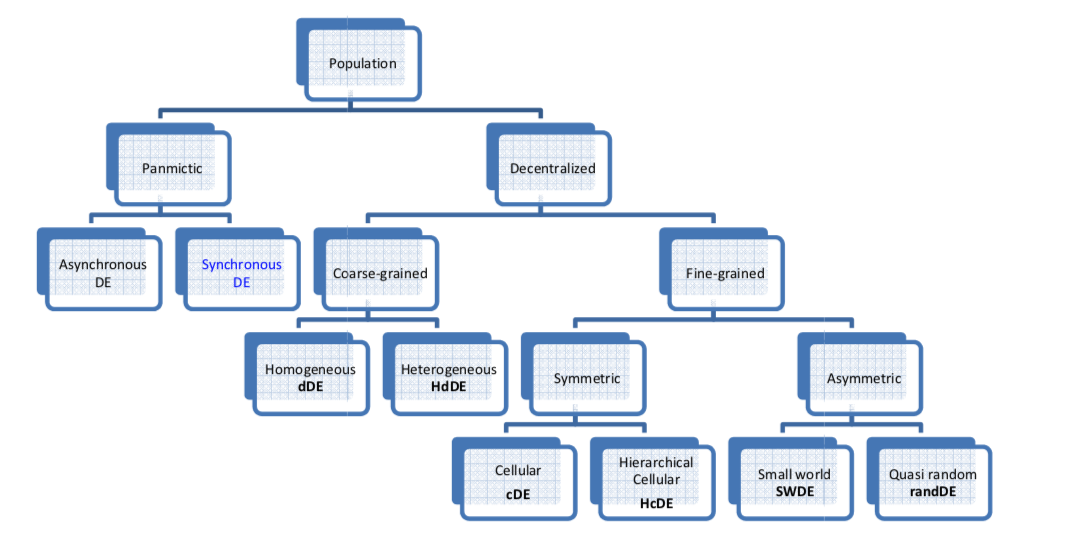 Population
Panmictic
Decentralized
Asynchronous
DE
Synchronous
DE
Coarse-grained
Fine-grained
Homogeneous
dDE
Heterogeneous
HdDE
Symmetric
Asymmetric
Cellular
cDE
Hierarchical
Cellular
HcDE
Small world
SWDE
Quasi random
randDE